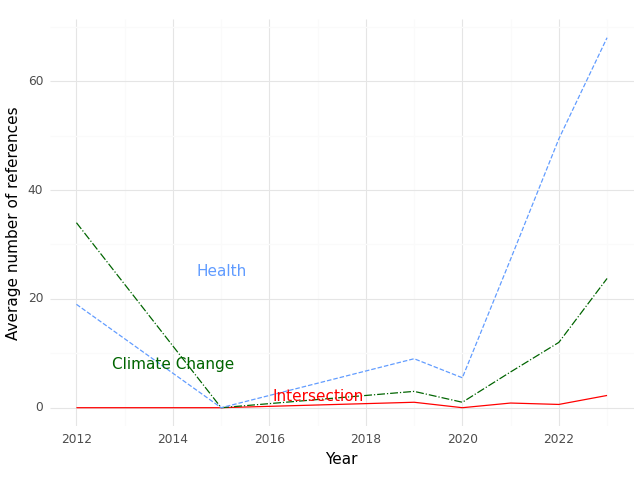 Average number of references
60
40
20
0
Health
Climate Change
Intersection
2012 2014 2016 2018 2020 2022
Year